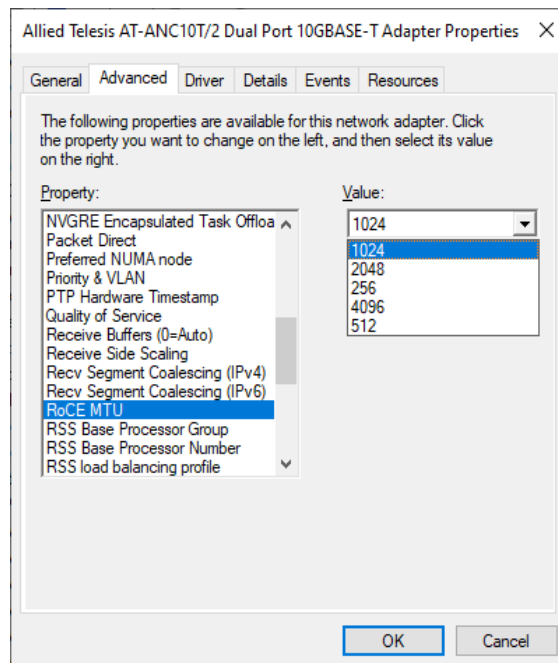 Allied Telesis AT-ANC10T/2 Dual Port 10GBASE-T Adapter Properties
General Advanced Driver Details Events Resources
The following properties are available for this network adapter. Click
the property you want to change on the left, and then select its value
on the right.
Property:
NVGRE Encapsulated Task Offloa
Packet Direct
Preferred NUMA node
Priority & VLAN
PTP Hardware Timestamp
Quality of Service
Receive Buffers (0=Auto)
Receive Side Scaling
Recv Segment Coalescing (IPv4)
Recv Segment Coalescing (IPv6)
RoCE MTU
RSS Base Processor Group
RSS Base Processor Number
RSS load balancing profile
Value:
1024
1024
2048
256
4096
512
OK Cancel